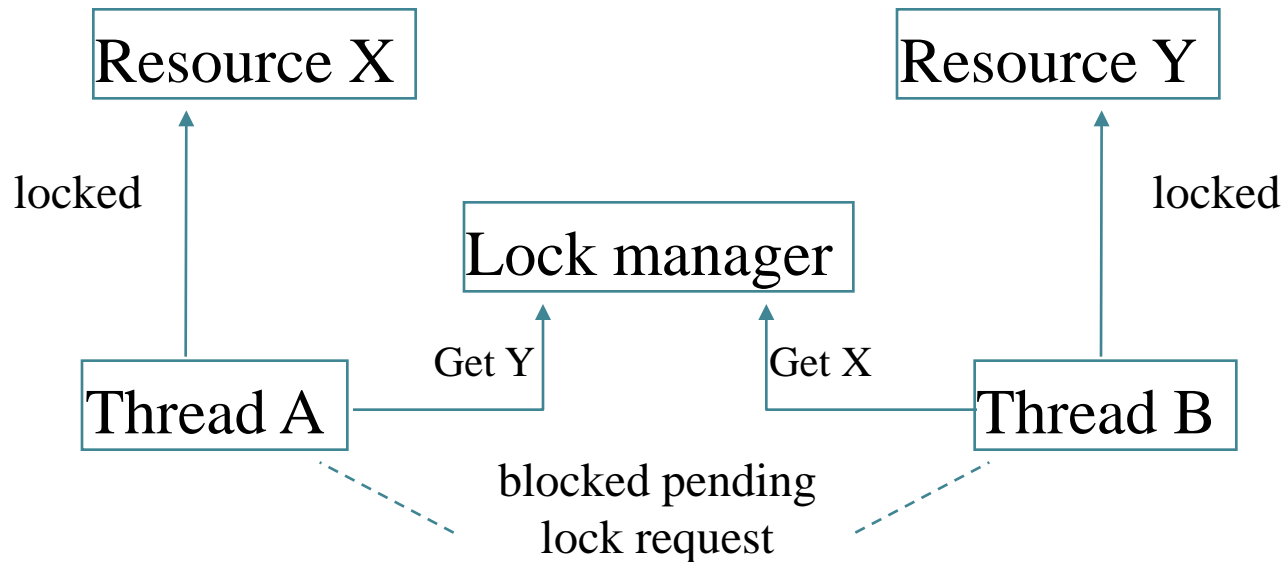 Resource X
Resource Y
locked
locked
Lock manager
Get Y
Get X
Thread A
Thread B
blocked pending
lock request